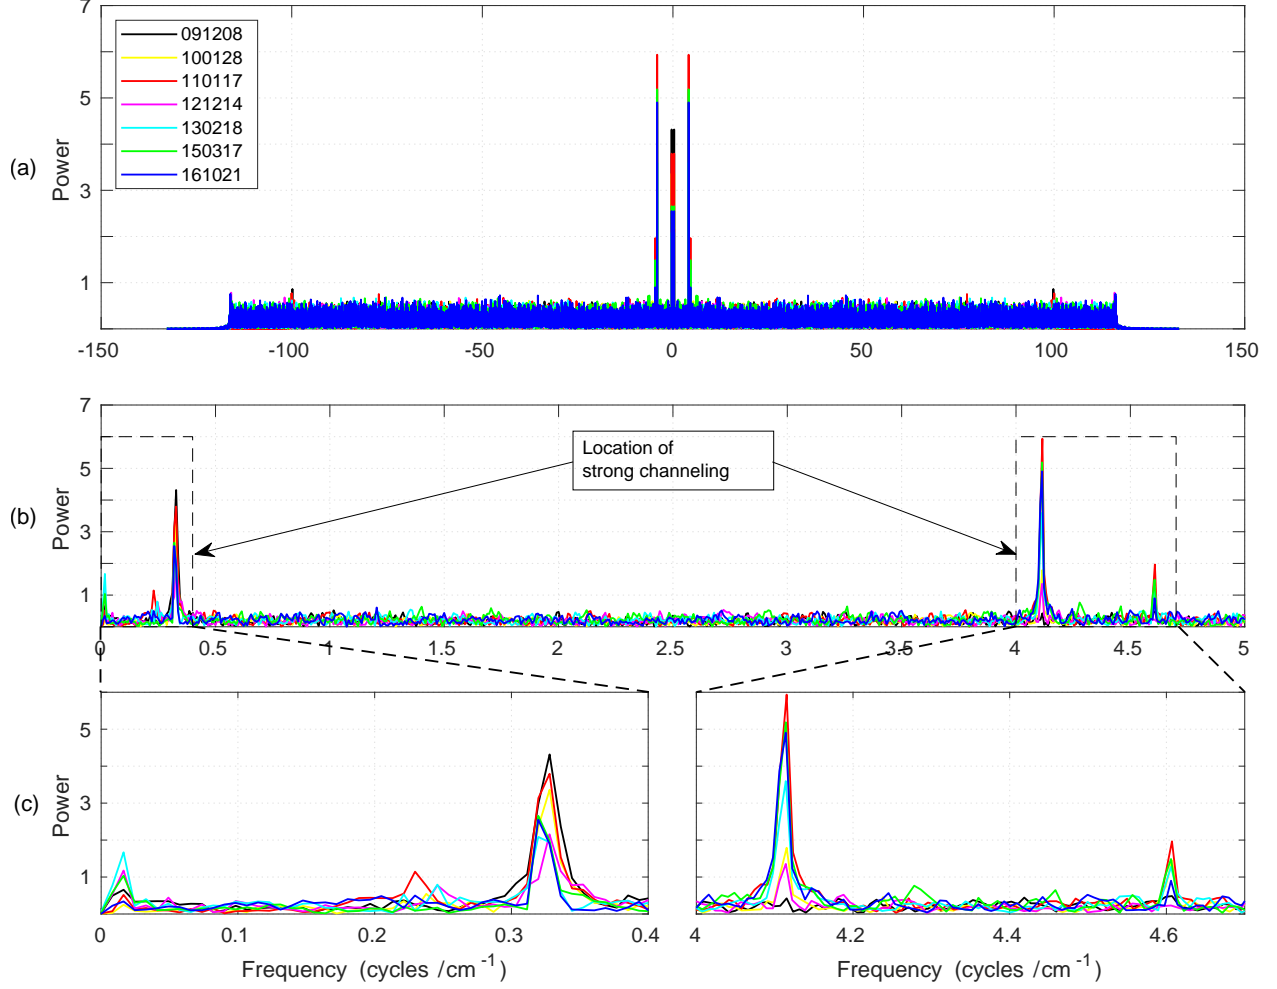 7
5
3
1
Power
(a)
091208
100128
110117
121214
130218
150317
161021
-150 -100 -50 0 50 100 150
7
5
3
1
Power
(b)
Location of
strong channeling
0 0.5 1 1.5 2 2.5 3 3.5 4 4.5 5
5
3
1
Power
(c)
0 0.1 0.2 0.3 0.4
4 4.2 4.4 4.6
Frequency (cycles /cm⁻¹)
Frequency (cycles /cm⁻¹)